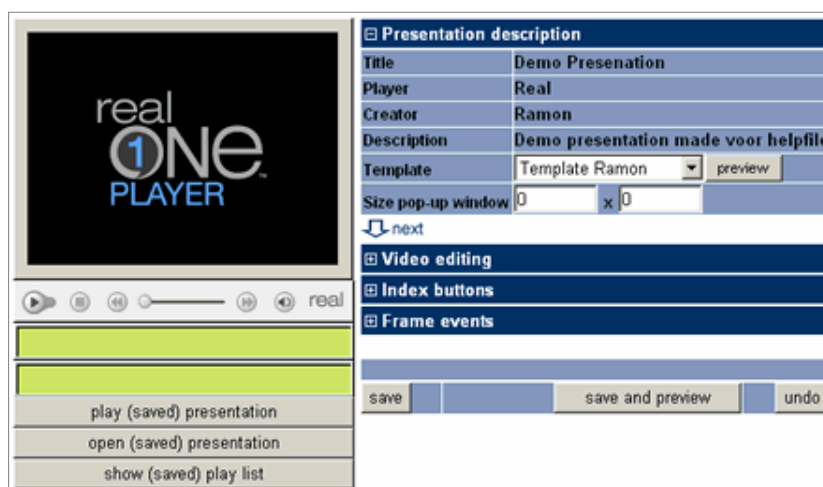 real
ONE
1
PLAYER
TM
real
play (saved) presentation
open (saved) presentation
show (saved) play list
Presentation description
Title Demo Presenation
Player Real
Creator Ramon
Description Demo presentation made voor helpfile
Template Template Ramon preview
Size pop-up window 0 x 0
next
Video editing
Index buttons
Frame events
save save and preview undo